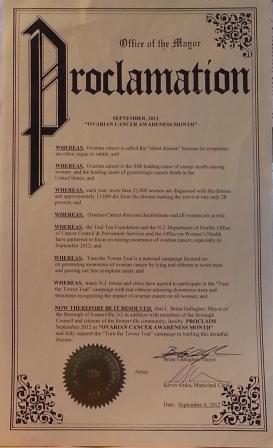 Office of the Mayor
Proclamation
SEPTEMBER, 2012
"OVARIAN CANCER AWARENESS MONTH"
WHEREAS, Ovarian cancer is called the "silent disease" because its symptoms
are often vague or subtle, and
WHEREAS, Ovarian cancer is the fifth leading cause of cancer deaths among
women and the leading cause of gynecologic cancer death in the
United States; and
WHEREAS, each year, more than 22,000 women are diagnosed with the disease
and approximately 15,000 die from the disease making the survival rate only 28
percent; and
WHEREAS, Ovarian Cancer does not discriminate and all women are at risk;
WHEREAS, the Teal Tea Foundation and the N.J. Department of Health, Office
of Cancer Control & Prevention Services and the Office on Women's Health
have partnered to focus on raising awareness of ovarian cancer, especially in
September 2012; and
WHEREAS, Turn the Towns Teal is a national campaign focused on
on generating awareness of ovarian cancer by tying teal ribbons to town trees
and passing out free symptom cards; and
WHEREAS, many N.J. towns and cities have agreed to participate in the "Turn
the Towns Teal" campaign with teal ribbons adorning downtown trees and
structures recognizing the impact of ovarian cancer on all women; and
NOW THEREFORE BE IT RESOLVED, that I, Brian Gallagher, Mayor of
the Borough of Somerville, NJ in addition with members of the Borough
Council and citizens of the Somerville community, hereby PROCLAIM
September 2012 as "OVARIAN CANCER AWARENESS MONTH"
and fully support the "Turn the Towns Teal" campaign in battling this dreadful
disease.
Brian Gallagher, Mayor
Attest:
Kevin Sluka, Municipal Clerk
Date: September 4, 2012